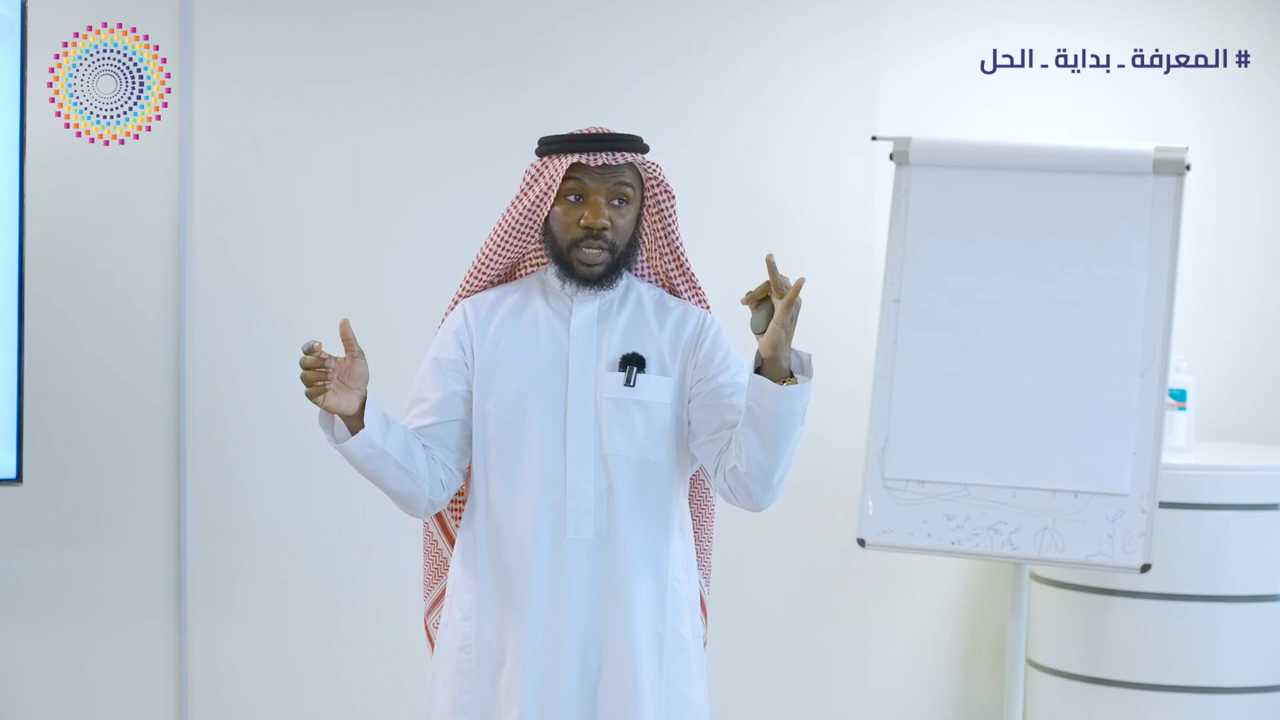 # المعرفة ـ بداية ـ الحل